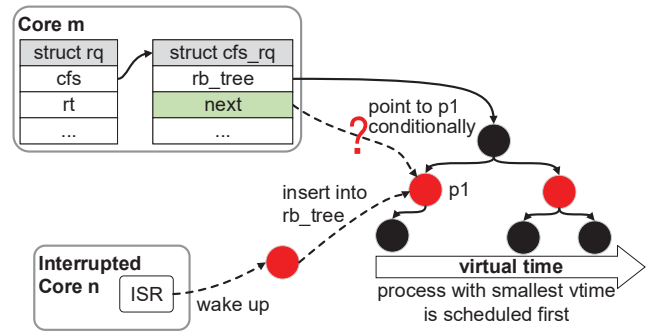 Core m
struct rq
cfs
rt
...
struct cfs_rq
rb_tree
next
...
point to p1
conditionally
?
p1
insert into
rb_tree
Interrupted
Core n
ISR
wake up
virtual time
process with smallest vtime
is scheduled first